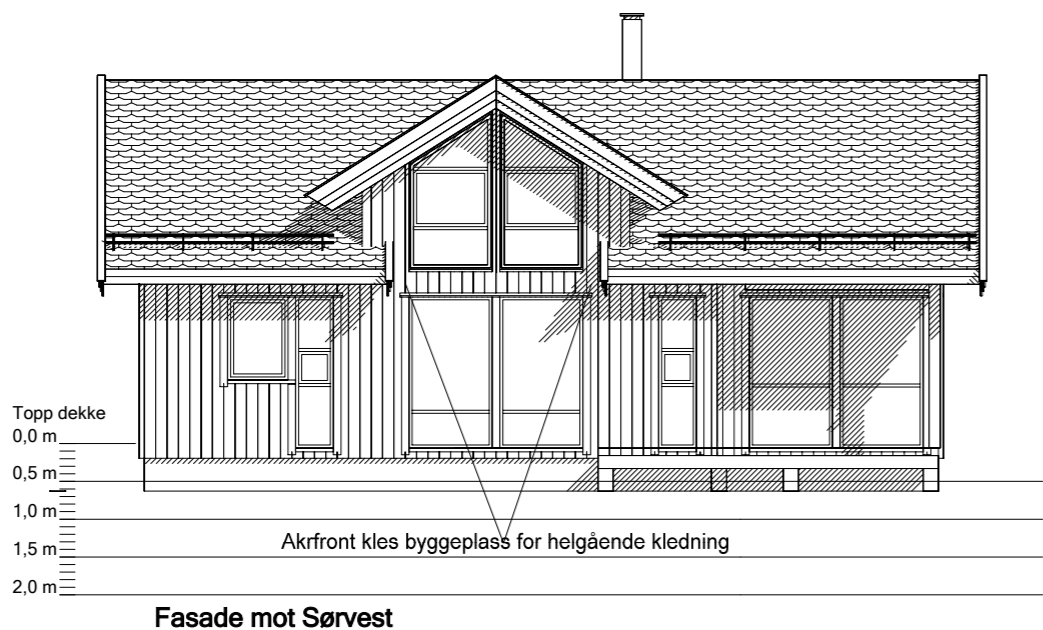 Topp dekke
0,0 m
0,5 m
1,0 m
Akrfront kles byggeplass for helgående kledning
1,5 m
2,0 m
Fasade mot Sørvest